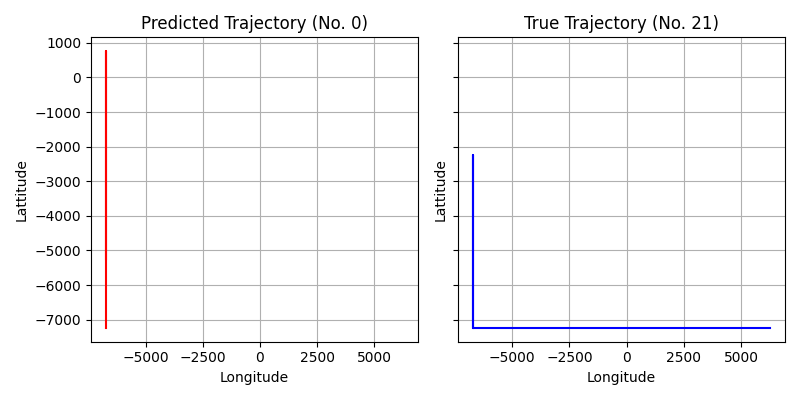 Predicted Trajectory (No. 0)
True Trajectory (No. 21)
1000
0
−1000
−2000
−3000
−4000
−5000
−6000
−7000
Lattitude
Lattitude
−5000 −2500 0 2500 5000
−5000 −2500 0 2500 5000
Longitude
Longitude